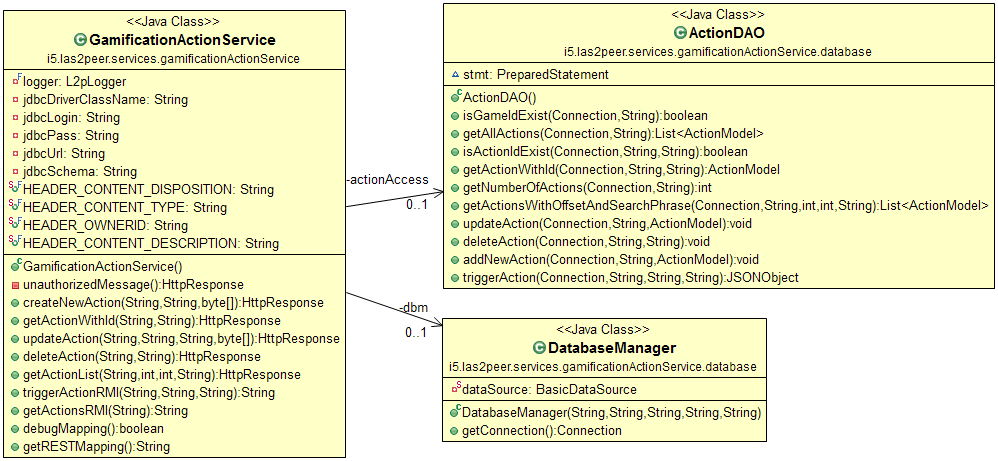 <<Java Class>>
GamificationActionService
i5.las2peer.services.gamificationActionService
logger: L2pLogger
jdbcDriverClassName: String
jdbcLogin: String
jdbcPass: String
jdbcUrl: String
jdbcSchema: String
HEADER_CONTENT_DISPOSITION: String
HEADER_CONTENT_TYPE: String
HEADER_OWNERID: String
HEADER_CONTENT_DESCRIPTION: String
GamificationActionService()
unauthorizedMessage():HttpResponse
createNewAction(String,String,byte[]):HttpResponse
getActionWithId(String,String):HttpResponse
updateAction(String,String,String,byte[]):HttpResponse
deleteAction(String,String):HttpResponse
getActionList(String,int,int,String):HttpResponse
triggerActionRMI(String,String,String):String
getActionsRMI(String):String
debugMapping():boolean
getRESTMapping():String
-actionAccess
0..1
-dbm
0..1
<<Java Class>>
ActionDAO
i5.las2peer.services.gamificationActionService.database
stmt: PreparedStatement
ActionDAO()
isGameIdExist(Connection,String):boolean
getAllActions(Connection,String):List<ActionModel>
isActionIdExist(Connection,String,String):boolean
getActionWithId(Connection,String,String):ActionModel
getNumberOfActions(Connection,String):int
getActionsWithOffsetAndSearchPhrase(Connection,String,int,int,String):List<ActionModel>
updateAction(Connection,String,ActionModel):void
deleteAction(Connection,String,String):void
addNewAction(Connection,String,ActionModel):void
triggerAction(Connection,String,String,String):JSONObject
<<Java Class>>
DatabaseManager
i5.las2peer.services.gamificationActionService.database
dataSource: BasicDataSource
DatabaseManager(String,String,String,String,String)
getConnection():Connection